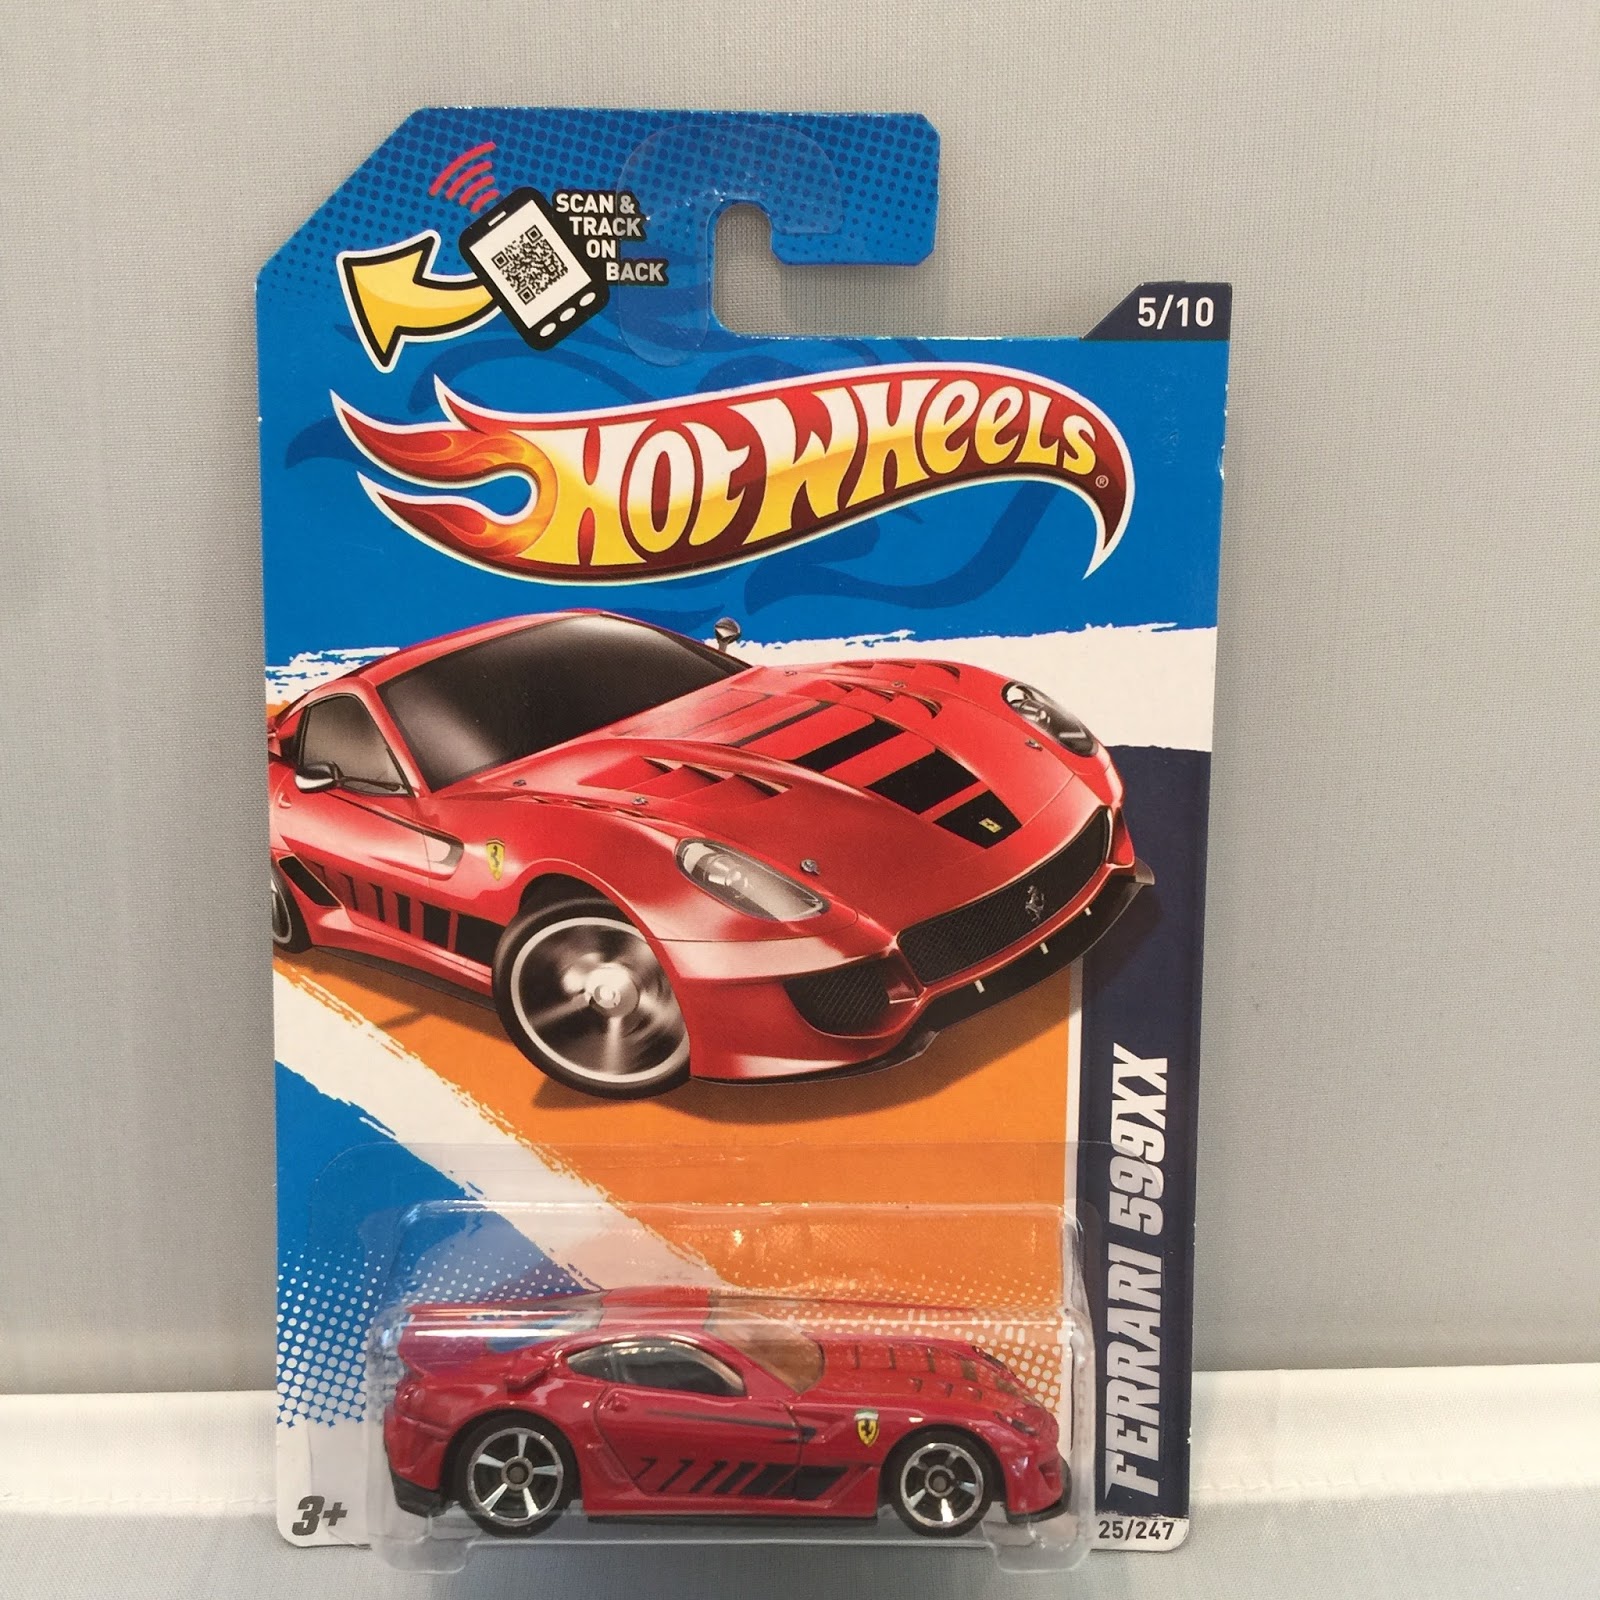 SCAN &
TRACK
ON
BACK
5/10
HOT WHEELS®
FERRARI 599XX
3+
25/247